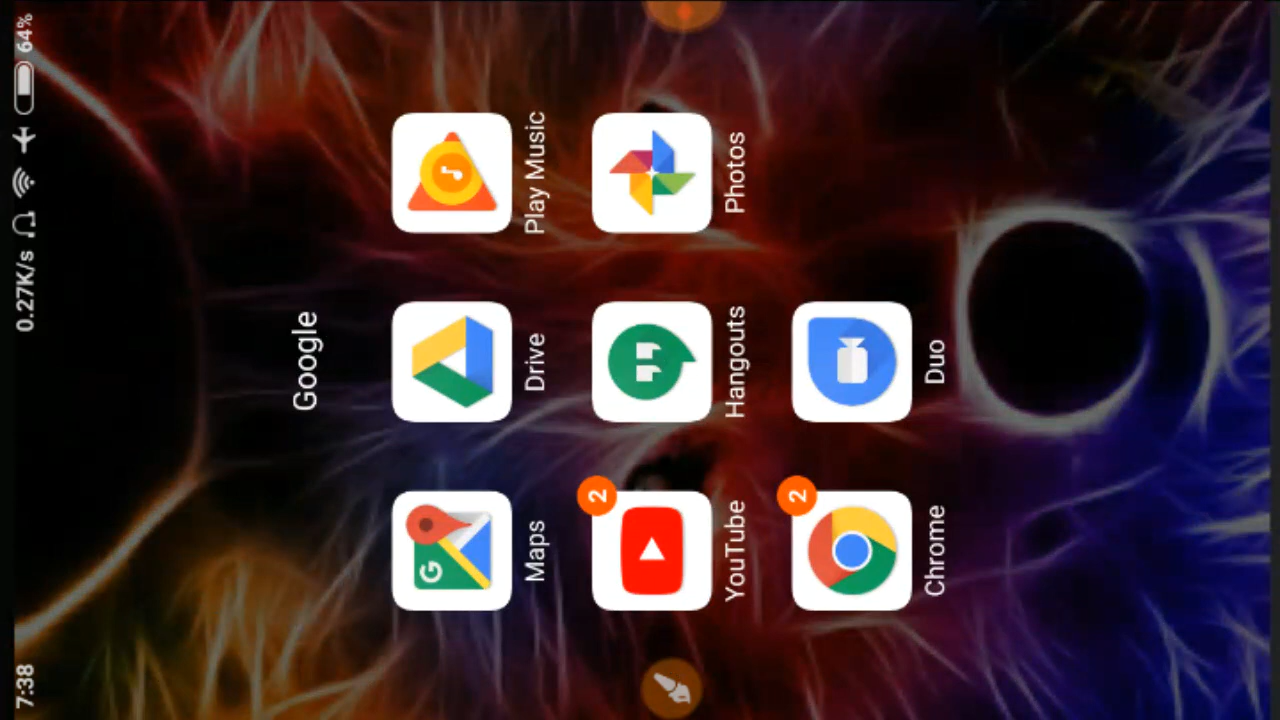 7:38 0.27K/s 64%
Google
Maps Drive Play Music
2
YouTube Hangouts Photos
2
Chrome Duo